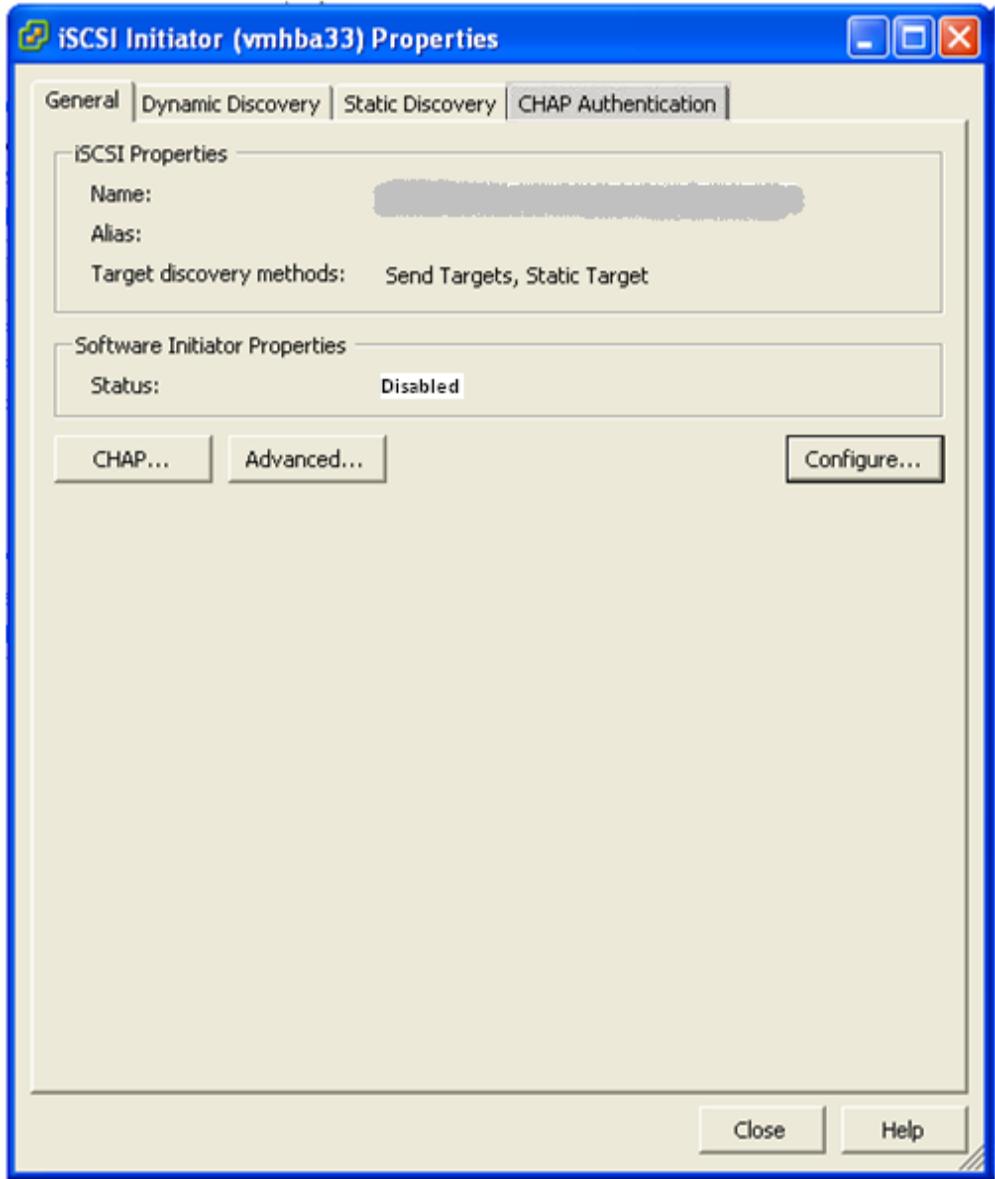 iSCSI Initiator (vmhba33) Properties
General Dynamic Discovery Static Discovery CHAP Authentication
iSCSI Properties
Name:
Alias:
Target discovery methods: Send Targets, Static Target
Software Initiator Properties
Status: Disabled
CHAP... Advanced... Configure...
Close Help